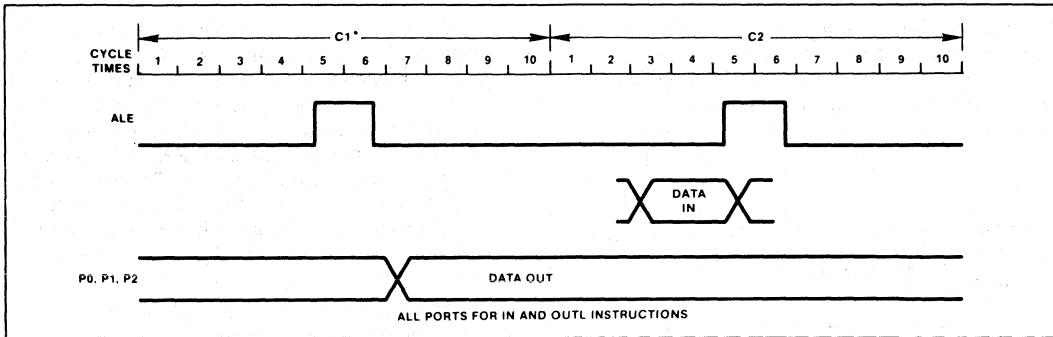 C1* C2
CYCLE
TIMES
1 2 3 4 5 6 7 8 9 10 1 2 3 4 5 6 7 8 9 10
ALE
DATA
IN
P0, P1, P2 DATA OUT
ALL PORTS FOR IN AND OUTL INSTRUCTIONS